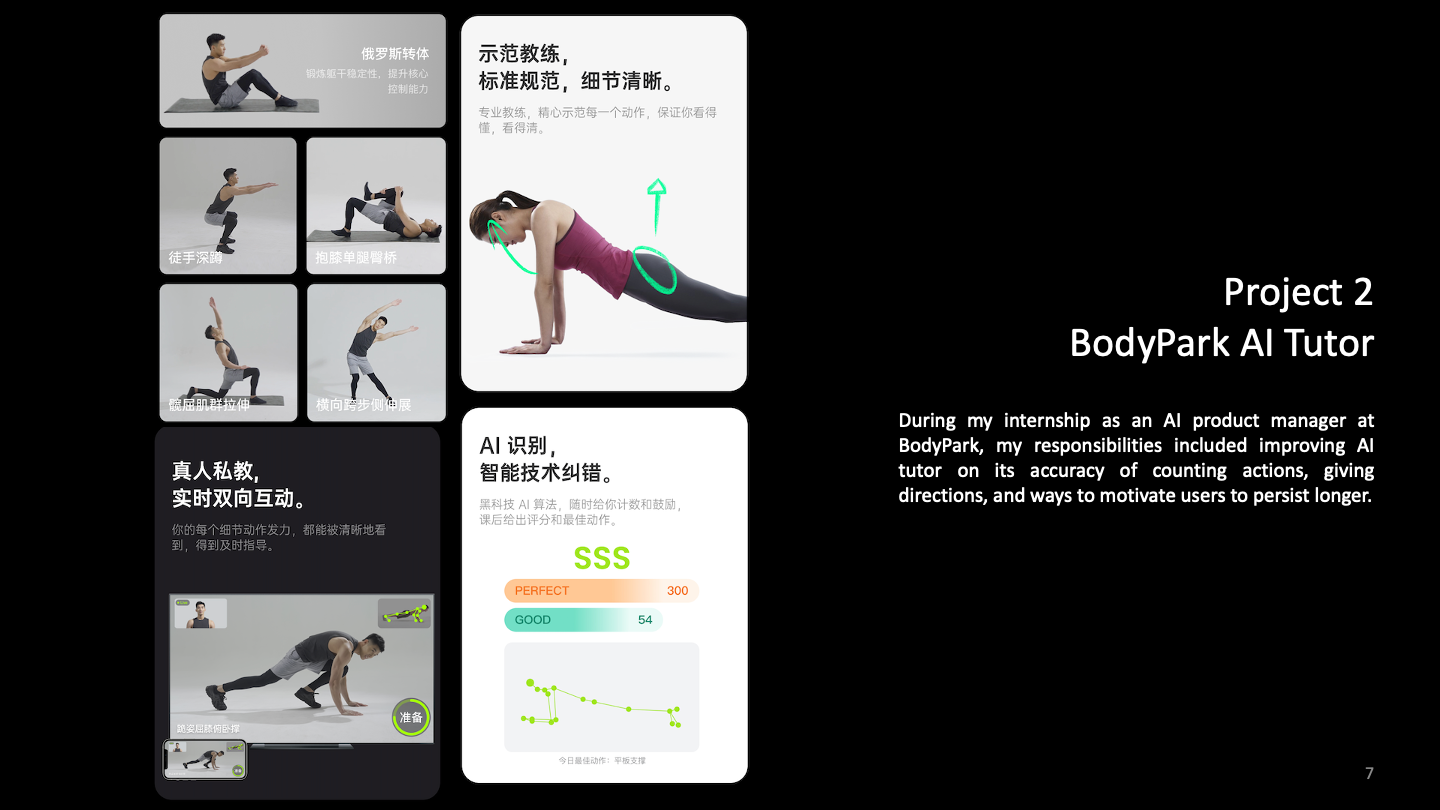 俄罗斯转体
锻炼躯干稳定性，提升核心
控制能力
徒手深蹲
抱膝单腿臀桥
髋屈肌群拉伸
横向跨步侧伸展
真人私教，
实时双向互动。
你的每个细节动作发力，都能被清晰地看
到，得到及时指导。
准备
跪姿屈膝俯卧撑
示范教练，
标准规范，细节清晰。
专业教练，精心示范每一个动作，保证你看得
懂，看得清。
AI 识别，
智能技术纠错。
黑科技 AI 算法，随时给你计数和鼓励，
课后给出评分和最佳动作。
SSS
PERFECT 300
GOOD 54
今日最佳动作：平板支撑
Project 2
BodyPark AI Tutor
During my internship as an AI product manager at
BodyPark, my responsibilities included improving AI
tutor on its accuracy of counting actions, giving
directions, and ways to motivate users to persist longer.
7